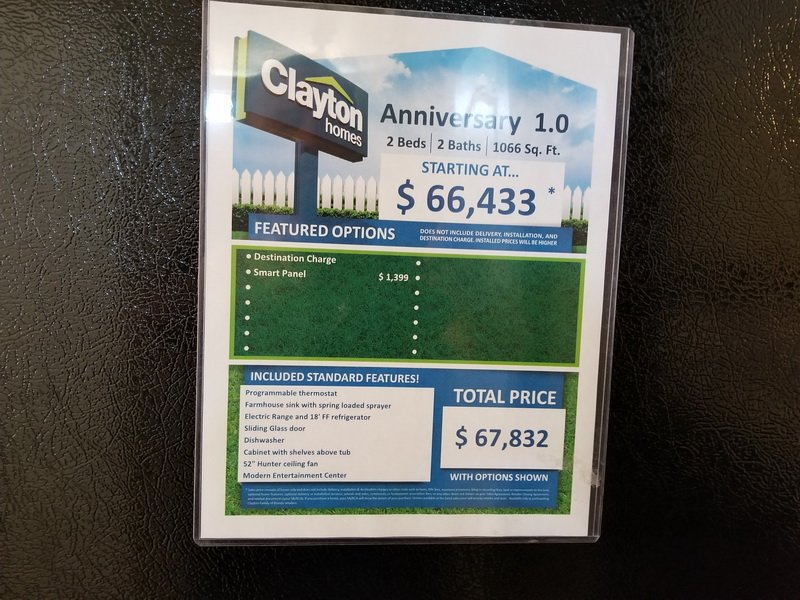 Clayton
homes
Anniversary 1.0
2 Beds | 2 Baths | 1066 Sq. Ft.
STARTING AT...
$ 66,433 *
FEATURED OPTIONS
DOES NOT INCLUDE DELIVERY, INSTALLATION, AND
DESTINATION CHARGE. INSTALLED PRICES WILL BE HIGHER
• Destination Charge
• Smart Panel $ 1,399
INCLUDED STANDARD FEATURES!
Programmable thermostat
Farmhouse sink with spring loaded sprayer
Electric Range and 18' FF refrigerator
Sliding Glass door
Dishwasher
Cabinet with shelves above tub
52" Hunter ceiling fan
Modern Entertainment Center
TOTAL PRICE
$ 67,832
WITH OPTIONS SHOWN